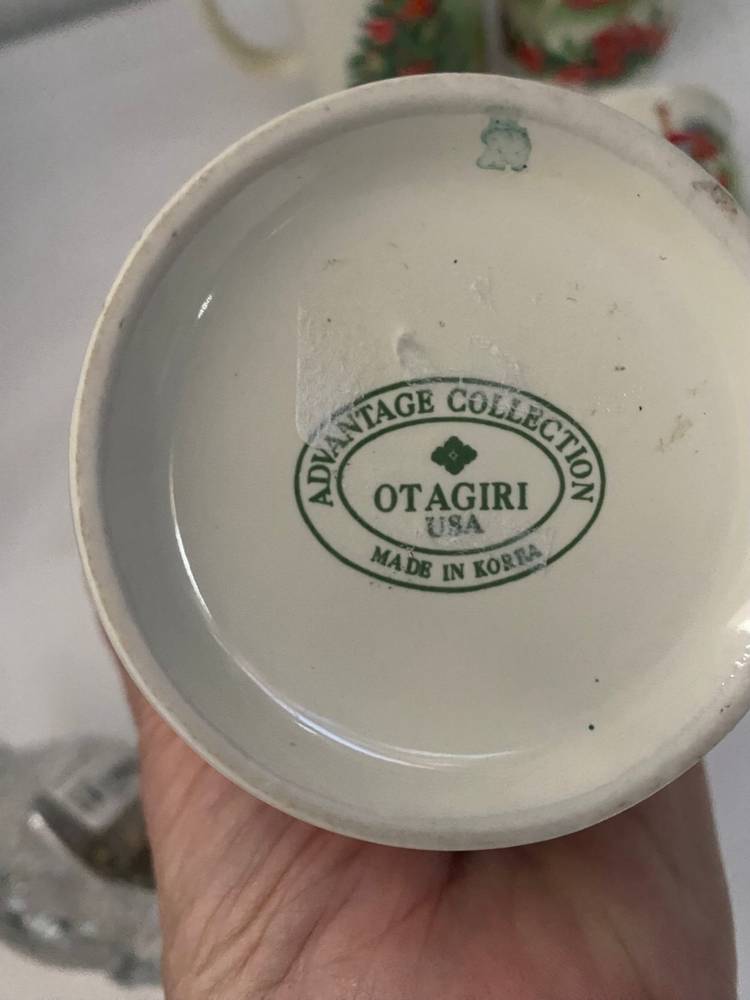 ADVANTAGE COLLECTION
OTAGIRI
USA
MADE IN KOREA